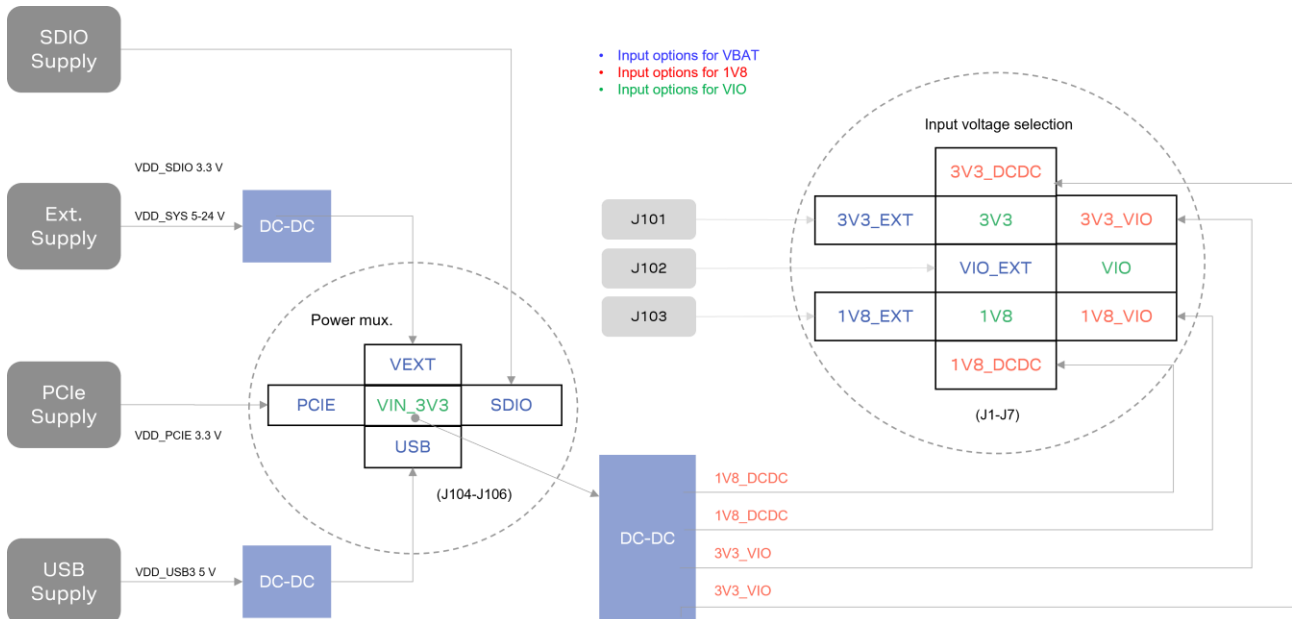 SDIO
Supply
• Input options for VBAT
• Input options for 1V8
• Input options for VIO
Input voltage selection
VDD_SDIO 3.3 V
3V3_DCDC
Ext.
Supply
VDD_SYS 5-24 V
DC-DC
J101
3V3_EXT
3V3
3V3_VIO
J102
VIO_EXT
VIO
J103
1V8_EXT
1V8
1V8_VIO
Power mux.
VEXT
1V8_DCDC
PCIe
Supply
PCIE
VIN_3V3
SDIO
(J1-J7)
VDD_PCIE 3.3 V
USB
(J104-J106)
1V8_DCDC
1V8_DCDC
DC-DC
3V3_VIO
3V3_VIO
USB
Supply
VDD_USB3 5 V
DC-DC